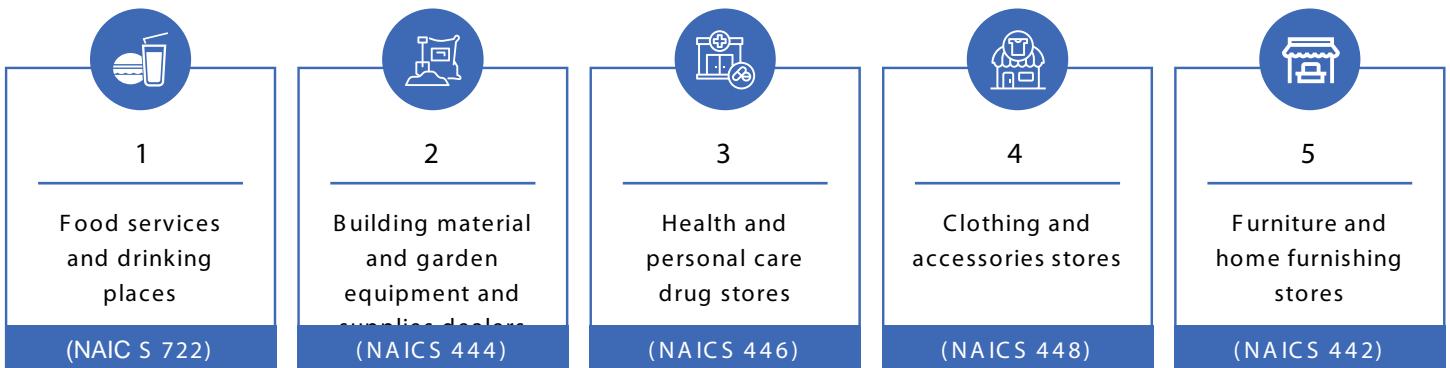 1
Food services
and drinking
places
(NAIC S 722)
2
Building material
and garden
equipment and
supplies dealers
(NAICS 444)
3
Health and
personal care
drug stores
(NAICS 446)
4
Clothing and
accessories stores
(NAICS 448)
5
Furniture and
home furnishing
stores
(NAICS 442)